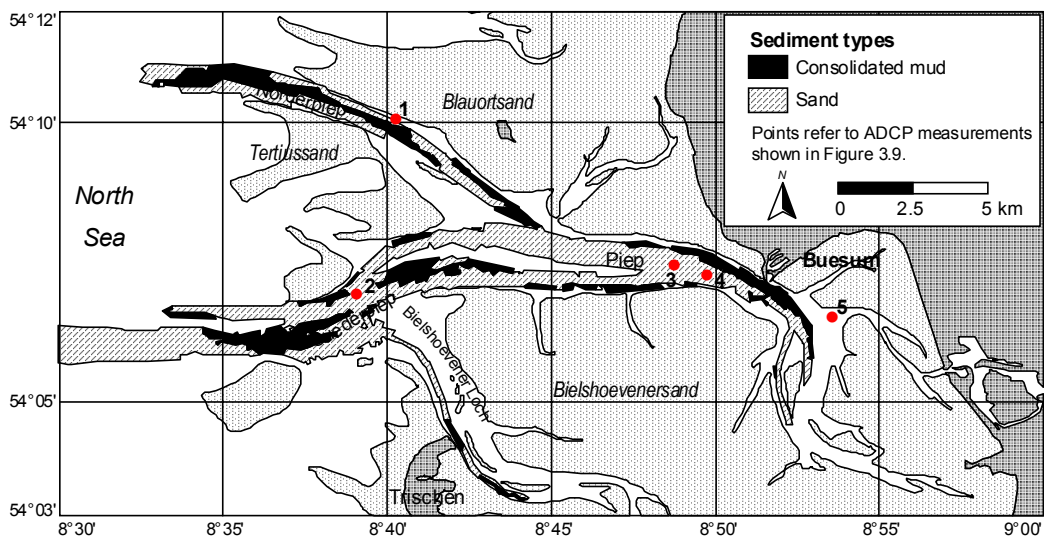 54°12'
54°10'
54°05'
54°03'
North
Sea
Norderpiep
1
Blauortsand
Tertiussand
2
Piep
3
4
Buesum
5
Bielshoevener Loch
Bielshoevenersand
Trischen
Sediment types
Consolidated mud
Sand
Points refer to ADCP measurements
shown in Figure 3.9.
N
0 2.5 5 km
8°30' 8°35' 8°40' 8°45' 8°50' 8°55' 9°00'